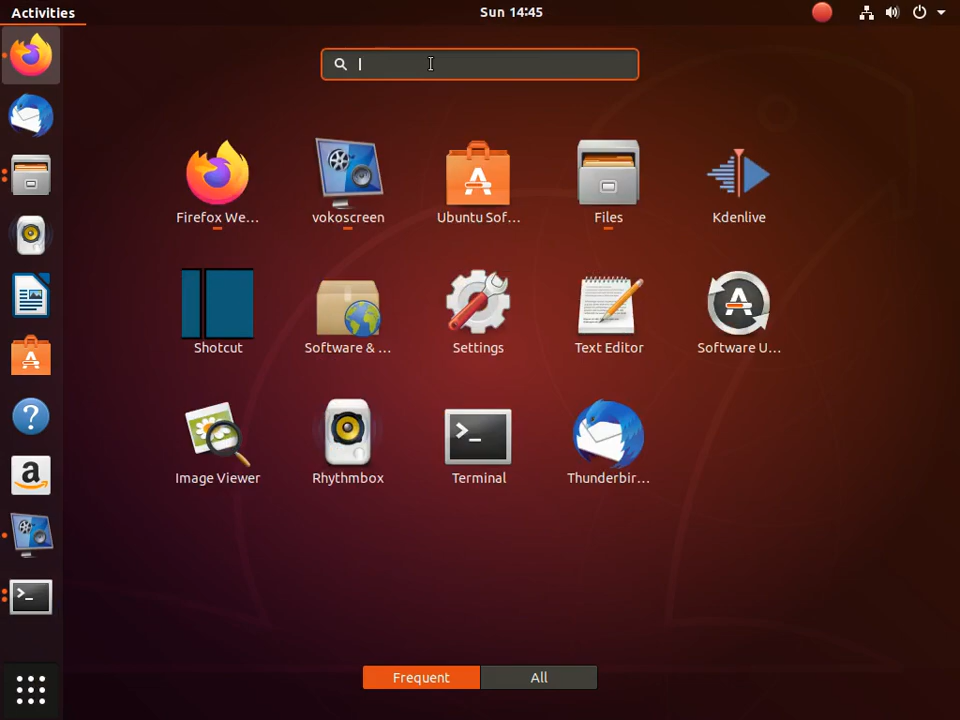 Activities
Sun 14:45
Firefox We...
vokoscreen
Ubuntu Sof...
Files
Kdenlive
Shotcut
Software & ...
Settings
Text Editor
Software U...
Image Viewer
Rhythmbox
Terminal
Thunderbir...
Frequent
All